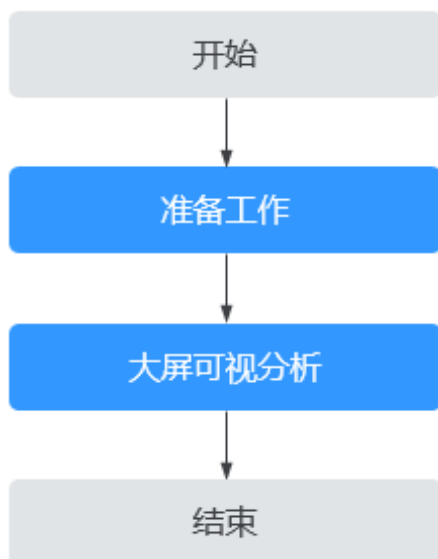 开始
准备工作
大屏可视分析
结束